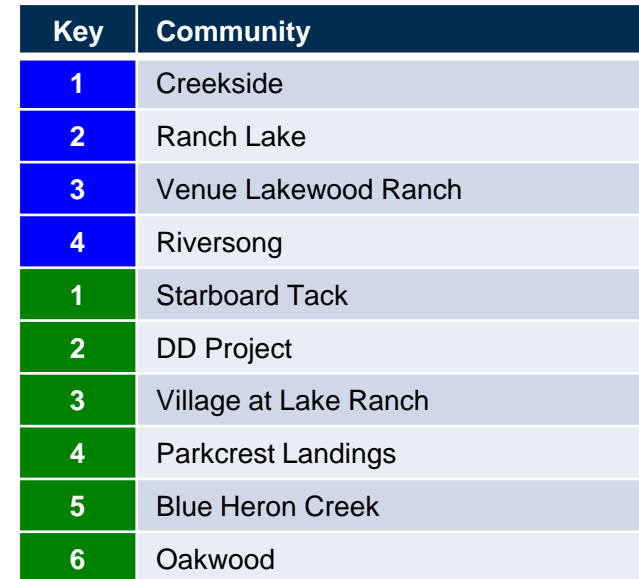 Key Community
1 Creekside
2 Ranch Lake
3 Venue Lakewood Ranch
4 Riversong
1 Starboard Tack
2 DD Project
3 Village at Lake Ranch
4 Parkcrest Landings
5 Blue Heron Creek
6 Oakwood